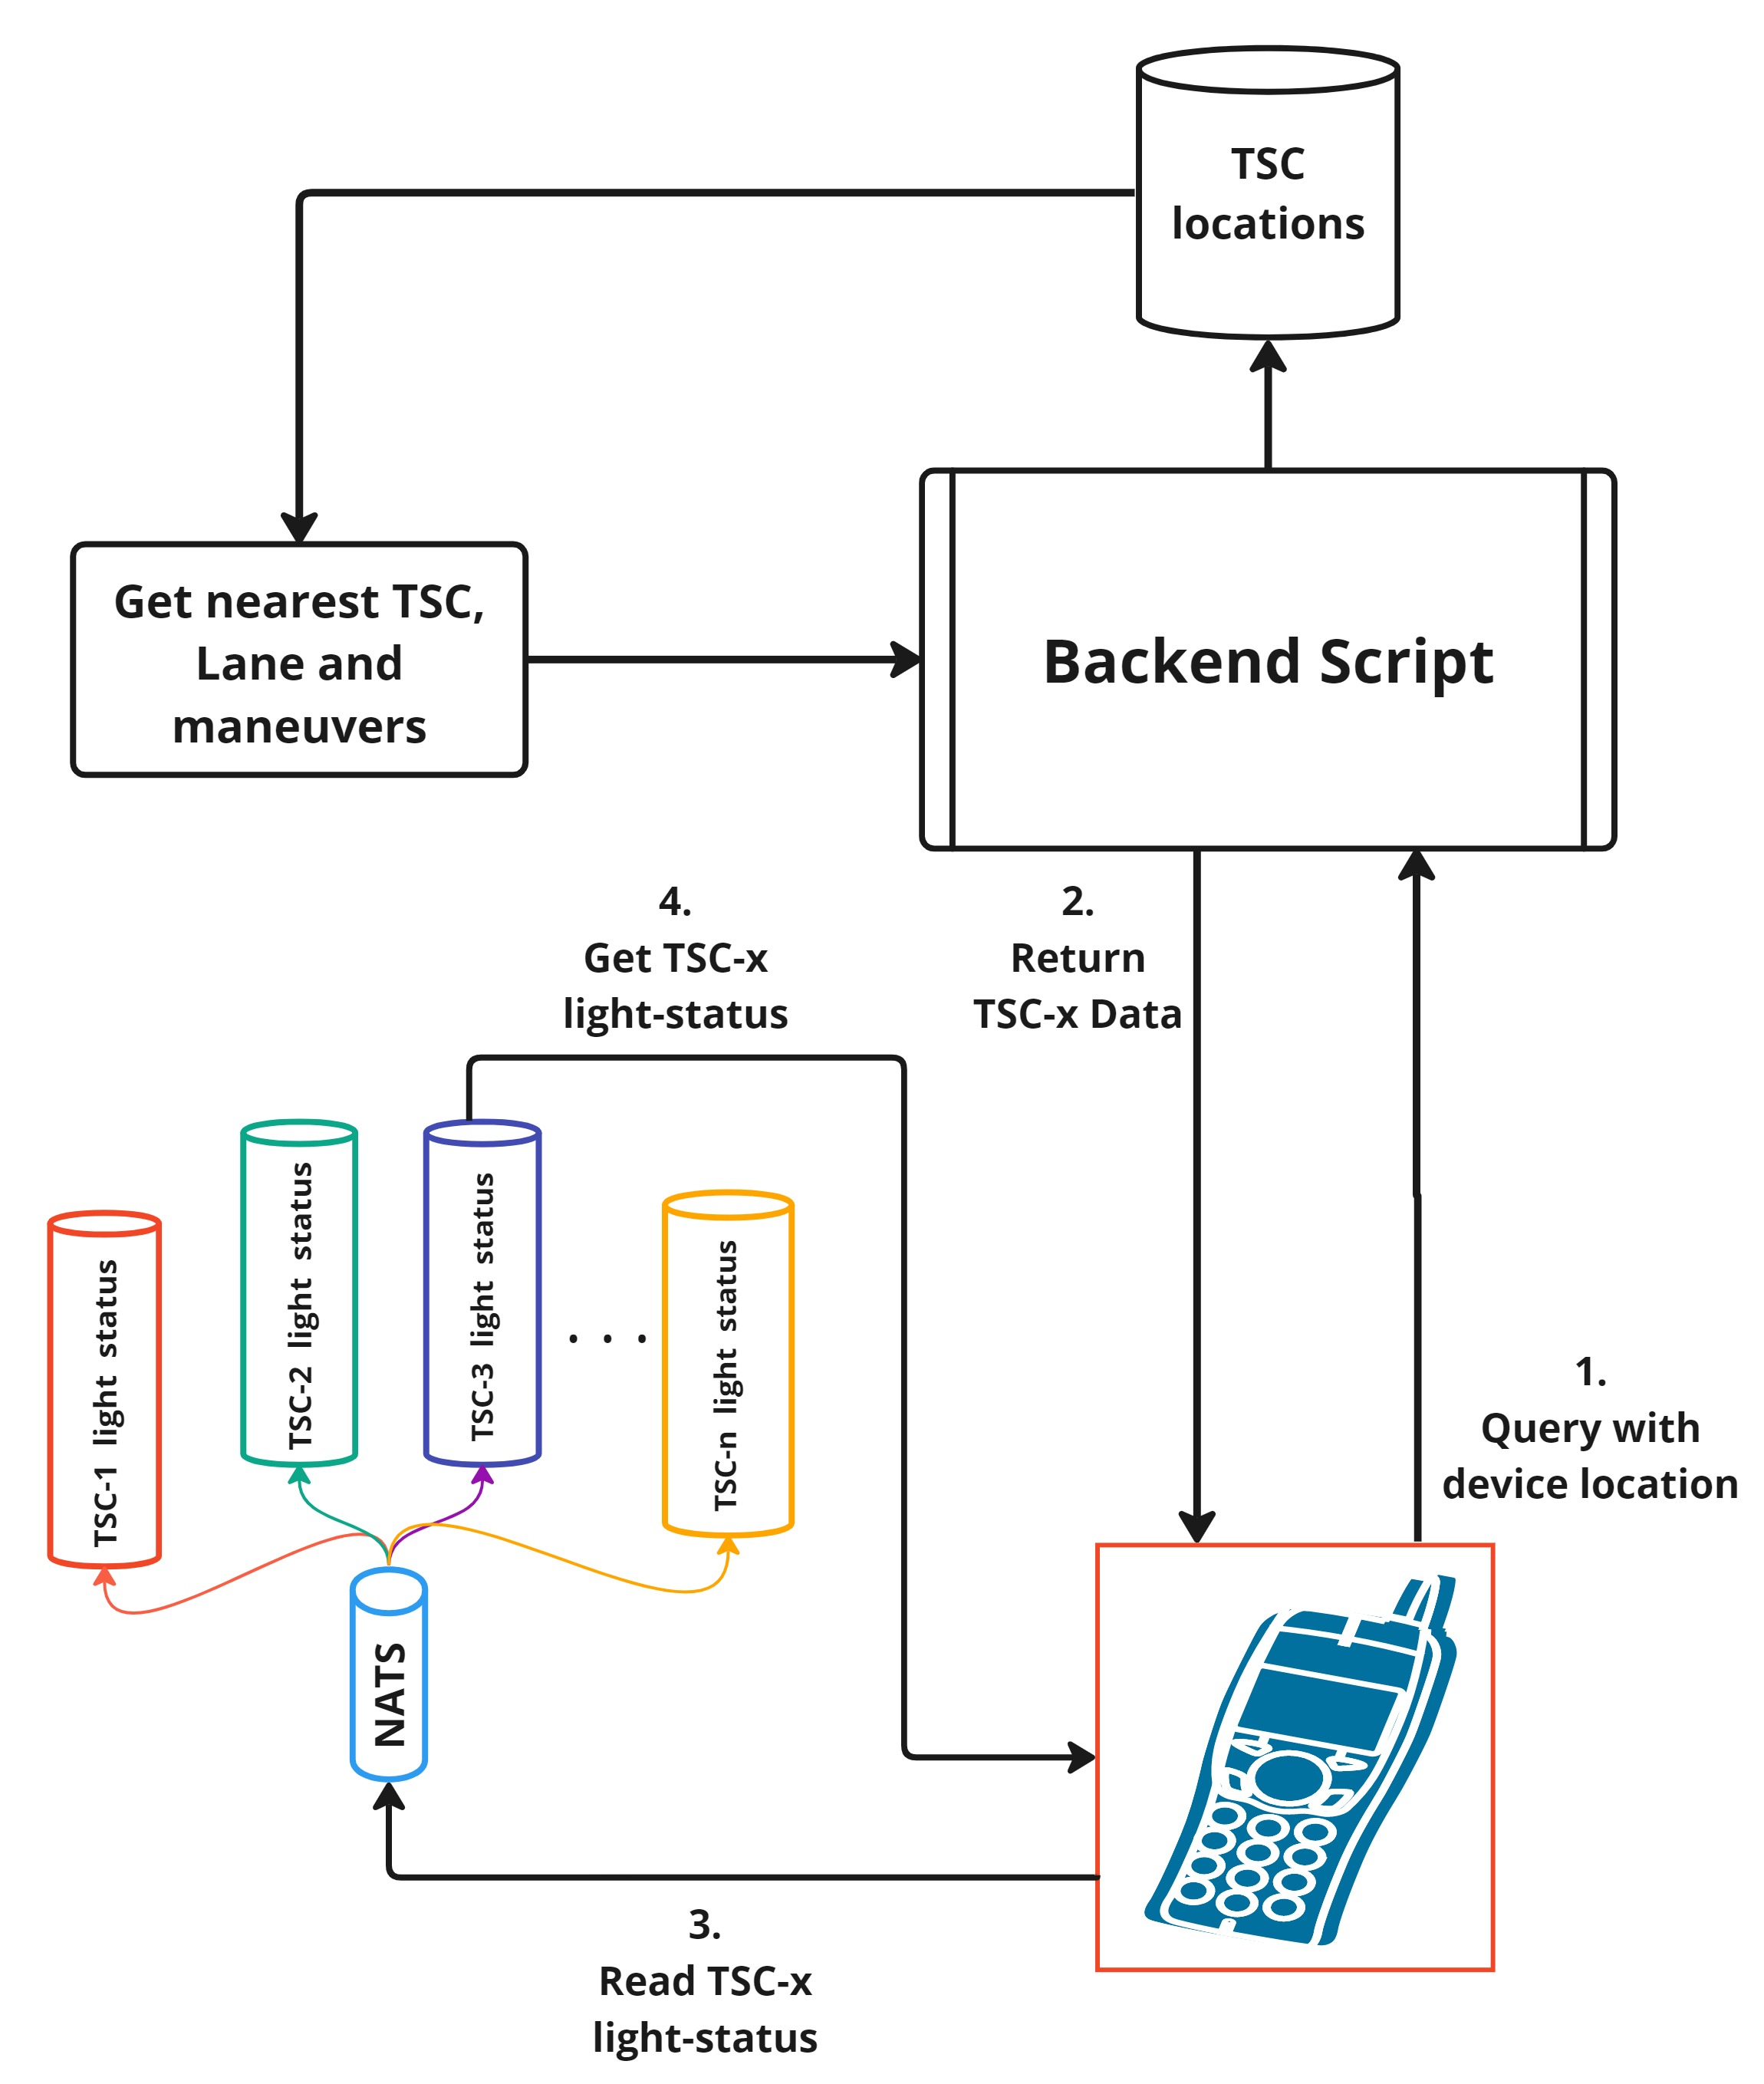 TSC
locations
Get nearest TSC,
Lane and
maneuvers
Backend Script
4.
Get TSC-x
light-status
2.
Return
TSC-x Data
TSC-1 light status
TSC-2 light status
TSC-3 light status
. . .
TSC-n light status
1.
Query with
device location
NATS
3.
Read TSC-x
light-status